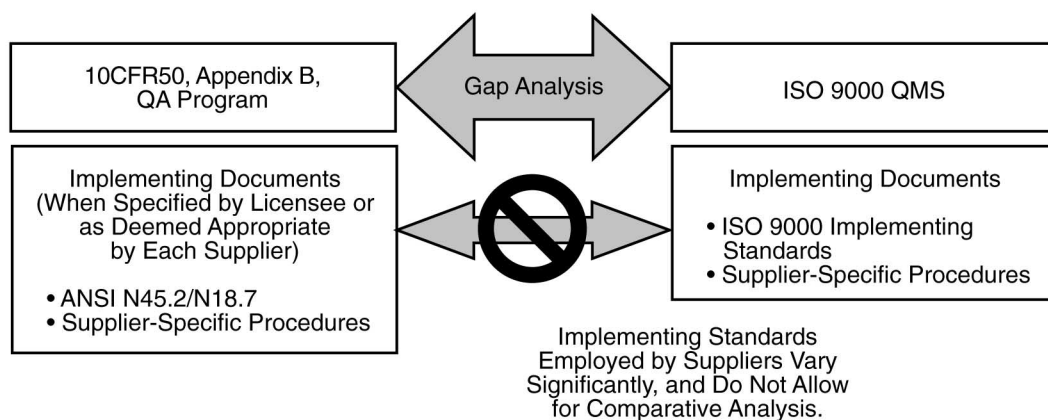 10CFR50, Appendix B,
QA Program
Gap Analysis
ISO 9000 QMS
Implementing Documents
(When Specified by Licensee or
as Deemed Appropriate
by Each Supplier)
• ANSI N45.2/N18.7
• Supplier-Specific Procedures
Implementing Documents
• ISO 9000 Implementing
Standards
• Supplier-Specific Procedures
Implementing Standards
Employed by Suppliers Vary
Significantly, and Do Not Allow
for Comparative Analysis.